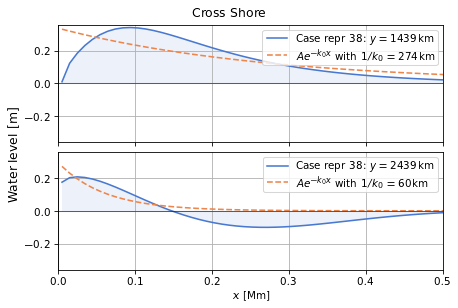 Cross Shore
Water level [m]
0.2
0.0
−0.2
Case repr 38: y = 1439 km
Ae^{−k₀x} with 1/k₀ = 274 km
0.2
0.0
−0.2
Case repr 38: y = 2439 km
Ae^{−k₀x} with 1/k₀ = 60 km
0.0 0.1 0.2 0.3 0.4 0.5
x [Mm]